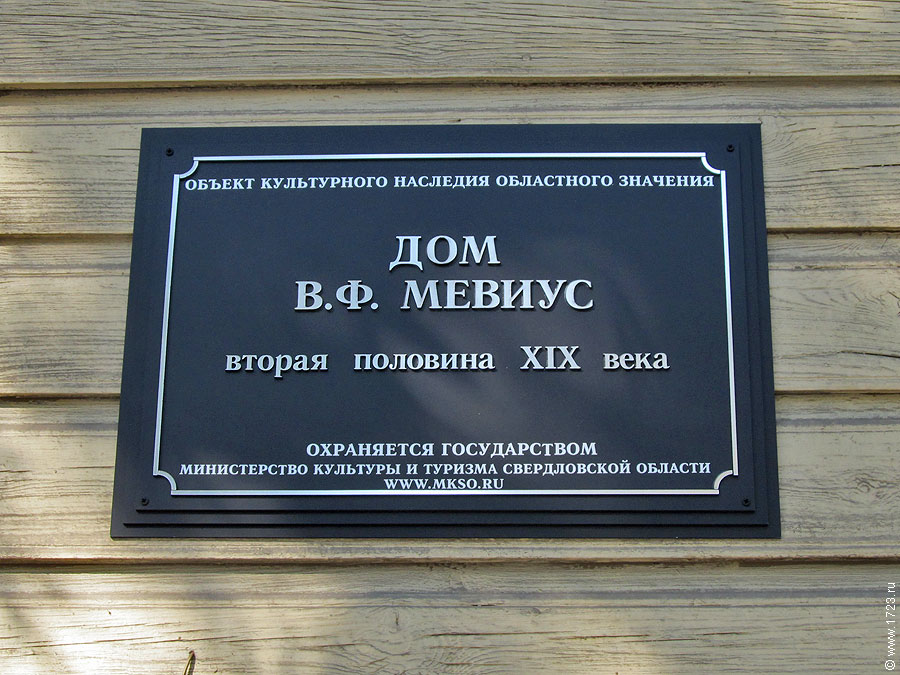 ОБЪЕКТ КУЛЬТУРНОГО НАСЛЕДИЯ ОБЛАСТНОГО ЗНАЧЕНИЯ
ДОМ
В.Ф. МЕВИУС
вторая половина XIX века
ОХРАНЯЕТСЯ ГОСУДАРСТВОМ
МИНИСТЕРСТВО КУЛЬТУРЫ И ТУРИЗМА СВЕРДЛОВСКОЙ ОБЛАСТИ
WWW.MKSO.RU
© www.1723.ru